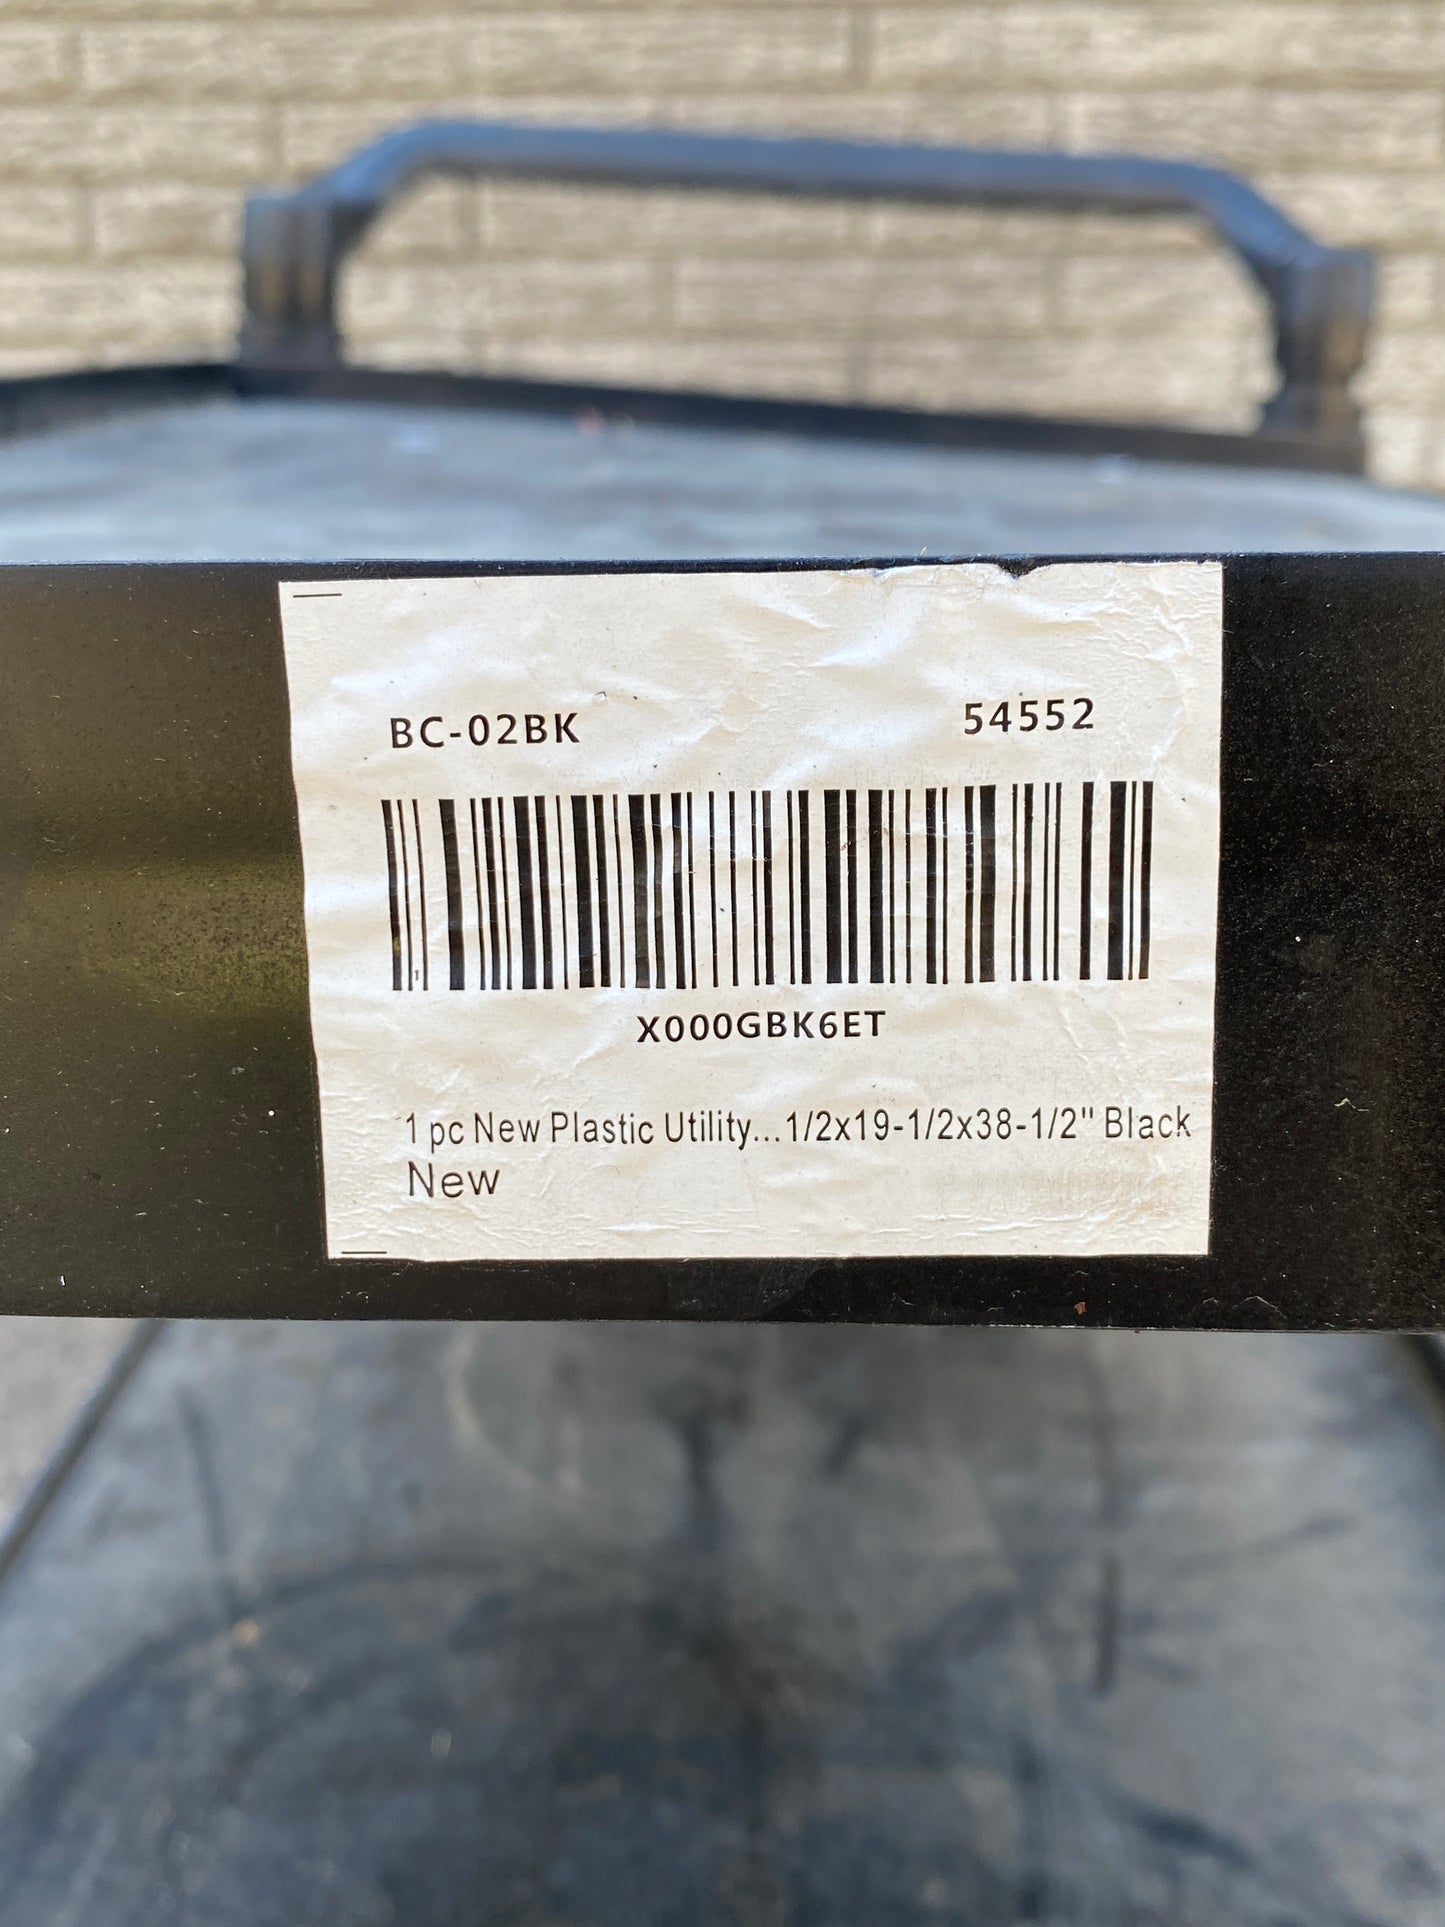 BC-02BK 54552
X000GBK6ET
1 pc New Plastic Utility...1/2x19-1/2x38-1/2" Black
New